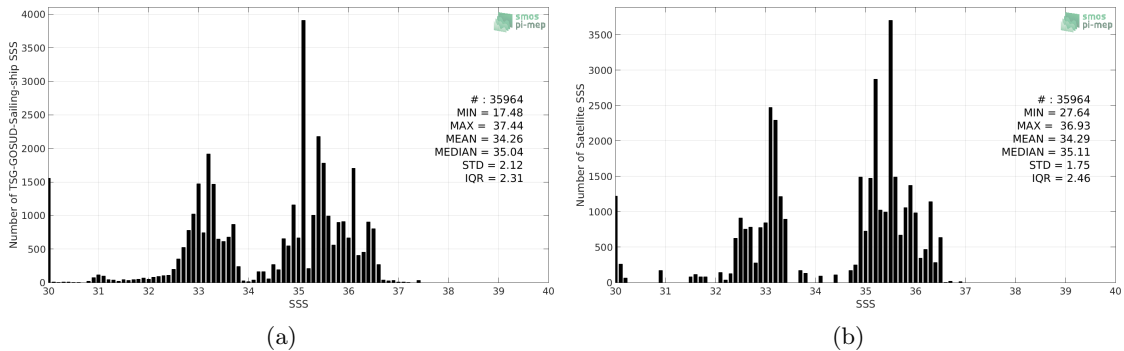 Number of TSG-GOSUD-Sailing-ship SSS
4000
3500
3000
2500
2000
1500
1000
500
0
30 31 32 33 34 35 36 37 38 39 40
SSS
smos
pi-mep
# : 35964
MIN = 17.48
MAX = 37.44
MEAN = 34.26
MEDIAN = 35.04
STD = 2.12
IQR = 2.31
(a)
Number of Satellite SSS
3500
3000
2500
2000
1500
1000
500
0
30 31 32 33 34 35 36 37 38 39 40
SSS
smos
pi-mep
# : 35964
MIN = 27.64
MAX = 36.93
MEAN = 34.29
MEDIAN = 35.11
STD = 1.75
IQR = 2.46
(b)